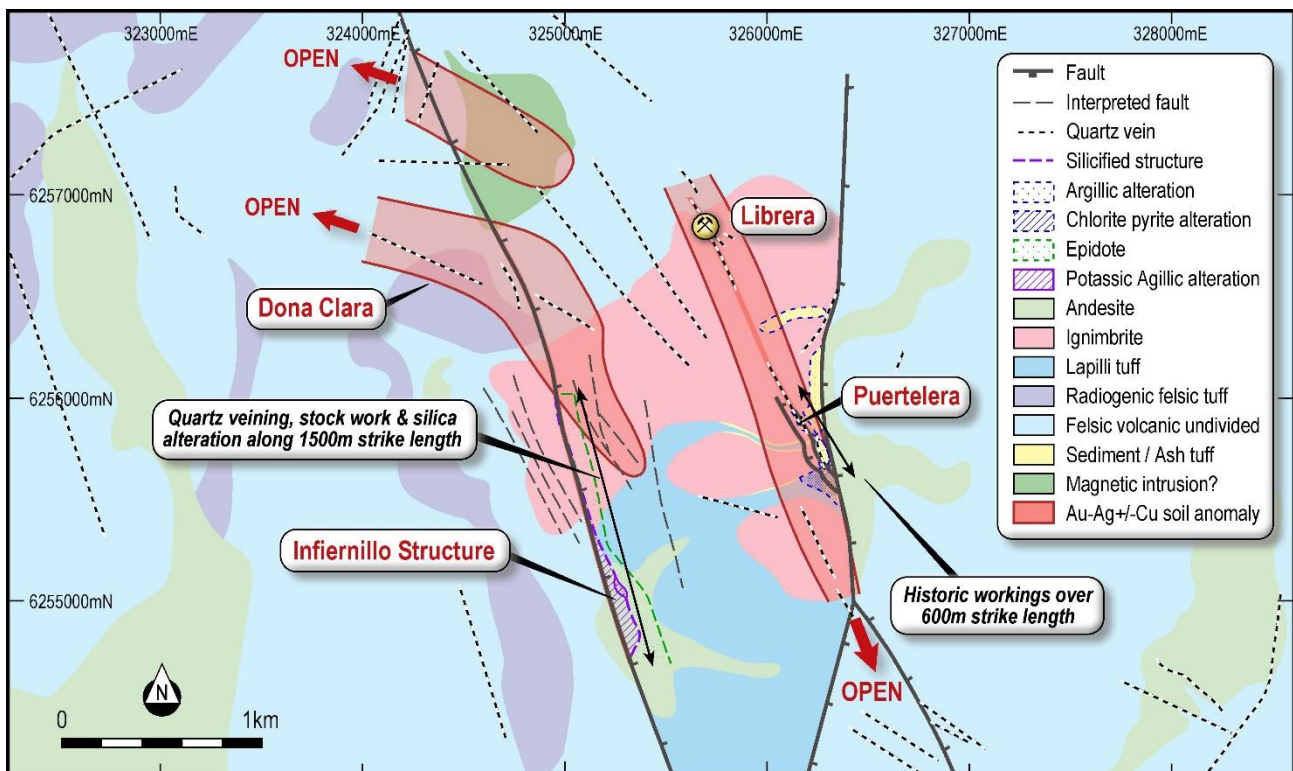 323000mE
324000mE
325000mE
326000mE
327000mE
328000mE
OPEN
6257000mN
OPEN
Librera
Dona Clara
6256000mN
Quartz veining, stock work & silica
alteration along 1500m strike length
Puertelera
Infiernillo Structure
6255000mN
Historic workings over
600m strike length
OPEN
N
0
1km
Fault
Interpreted fault
Quartz vein
Silicified structure
Argillic alteration
Chlorite pyrite alteration
Epidote
Potassic Agillic alteration
Andesite
Ignimbrite
Lapilli tuff
Radiogenic felsic tuff
Felsic volcanic undivided
Sediment / Ash tuff
Magnetic intrusion?
Au-Ag+/-Cu soil anomaly